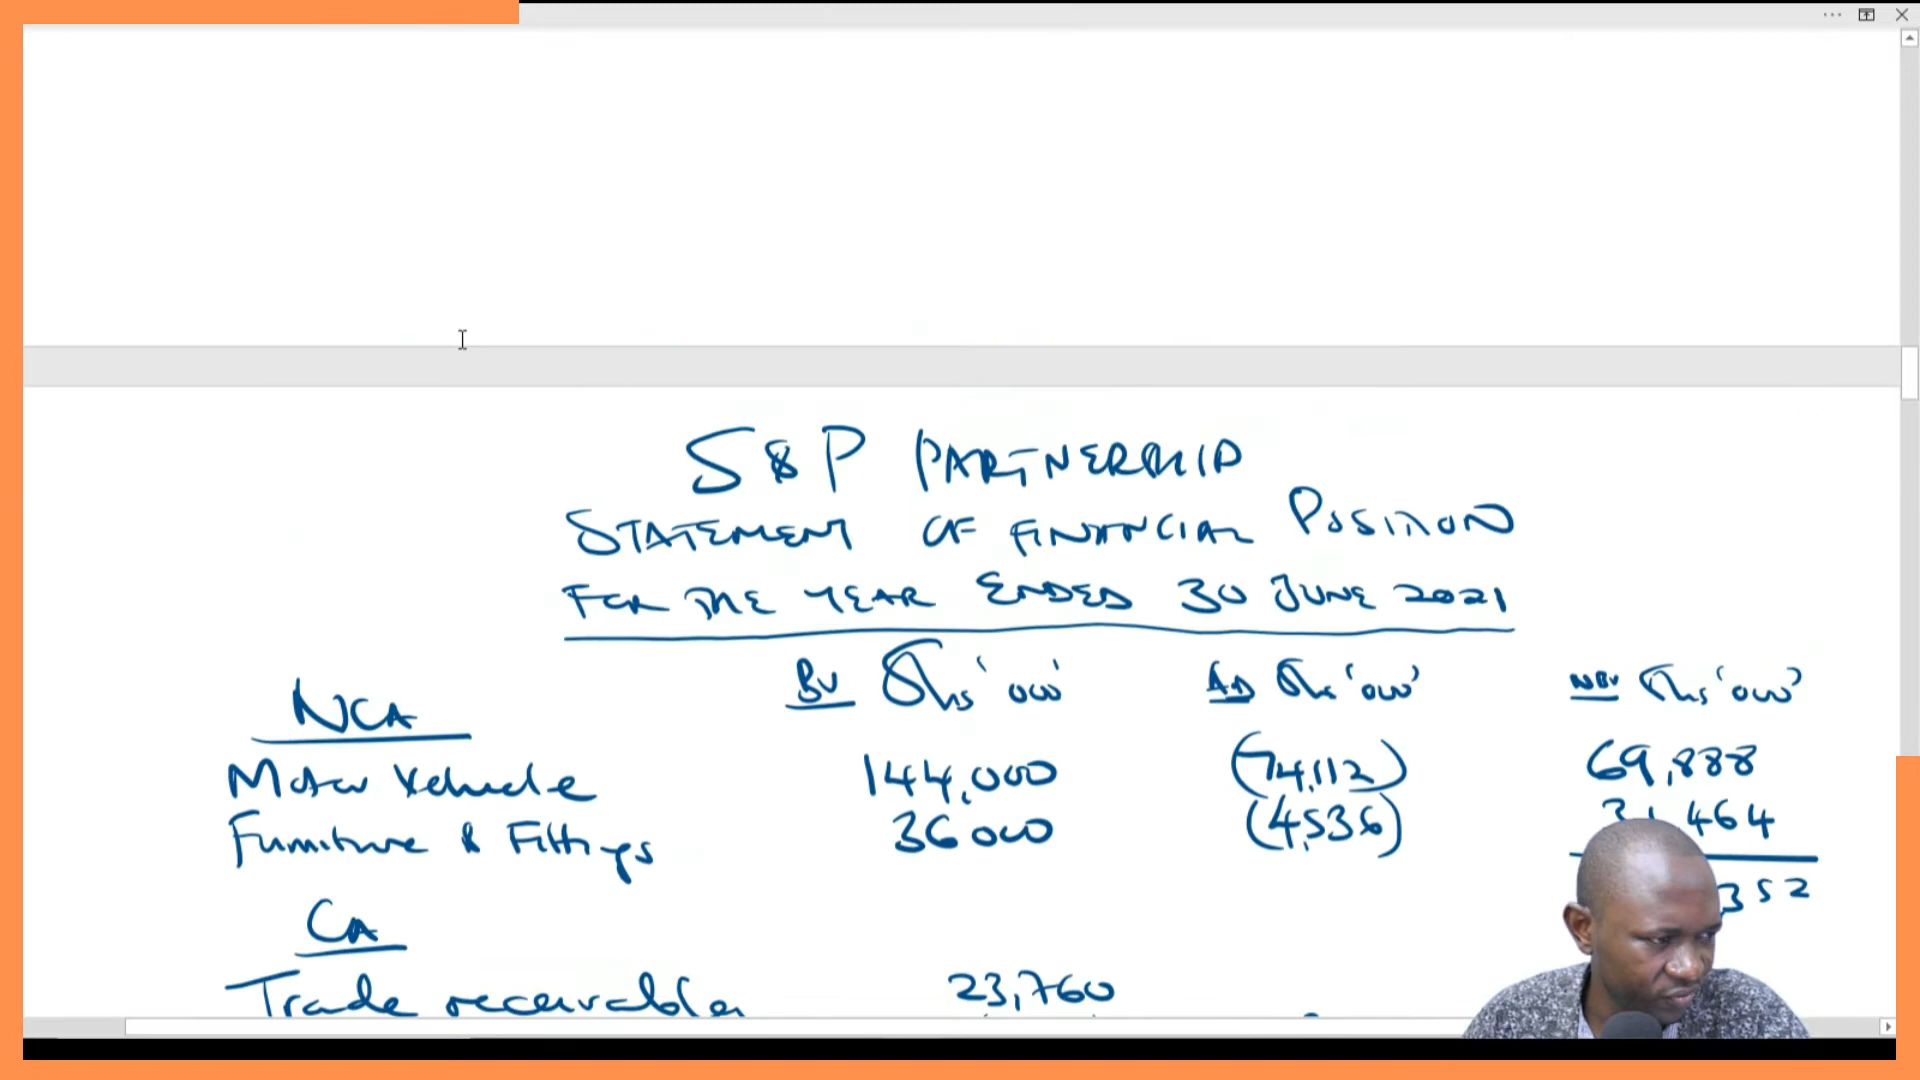 S&P PARTNERSHIP
STATEMENT OF FINANCIAL POSITION
FOR THE YEAR ENDED 30 JUNE 2021
NCA BV Shs '000' AD Shs '000' NBV Shs '000'
Motor Vehicle 144,000 (74,112) 69,888
Furniture & Fittings 36000 (4,536) 31,464
352
CA
Trade receivables 23,760